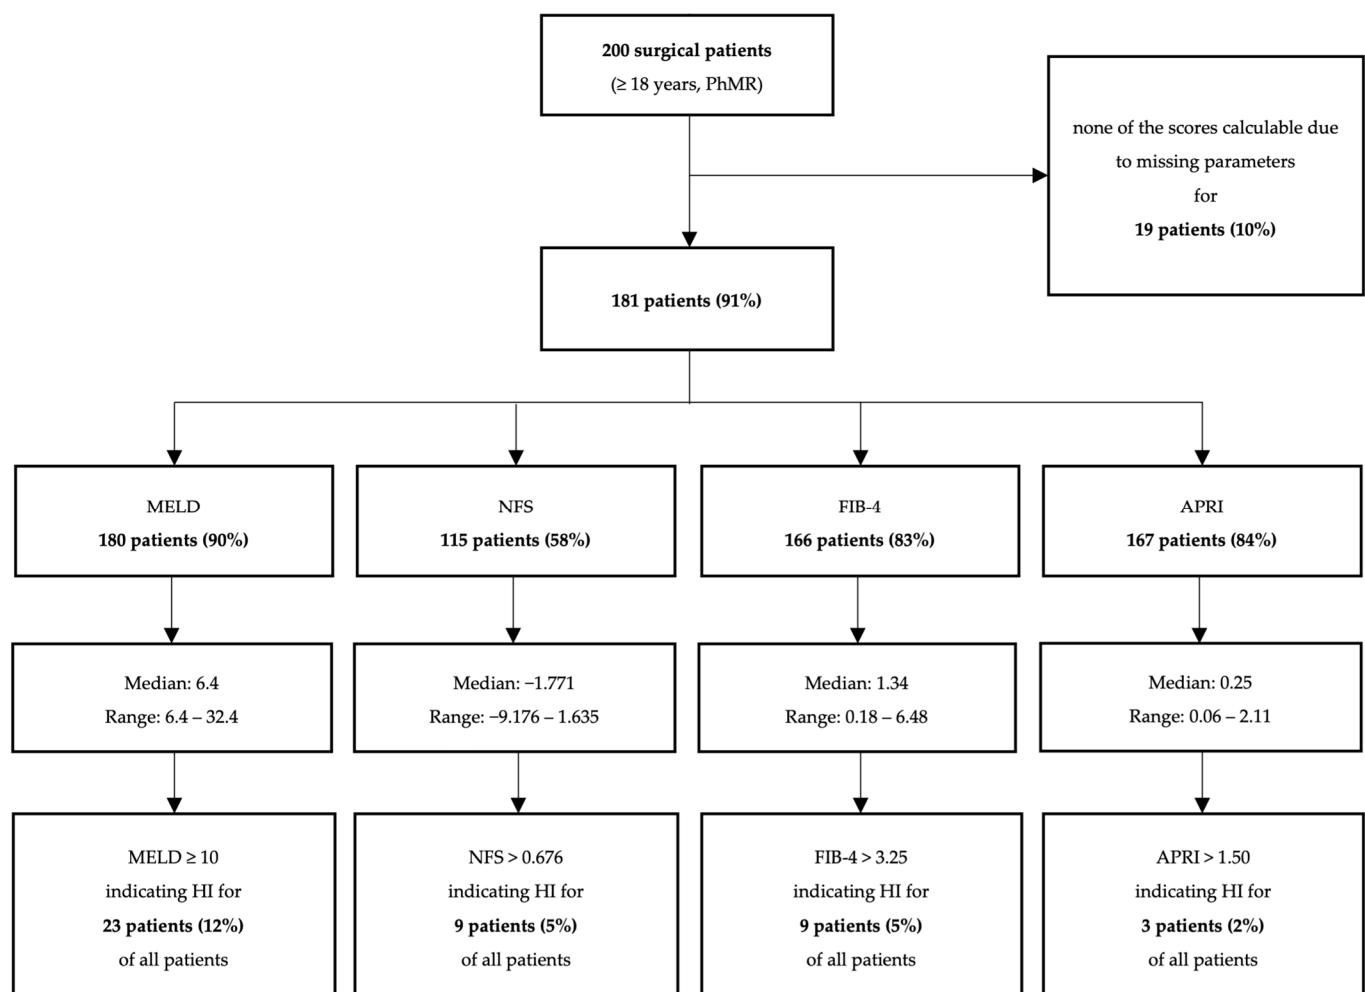 200 surgical patients
(≥ 18 years, PhMR)
none of the scores calculable due
to missing parameters
for
19 patients (10%)
181 patients (91%)
MELD
180 patients (90%)
NFS
115 patients (58%)
FIB-4
166 patients (83%)
APRI
167 patients (84%)
Median: 6.4
Range: 6.4 – 32.4
Median: −1.771
Range: −9.176 – 1.635
Median: 1.34
Range: 0.18 – 6.48
Median: 0.25
Range: 0.06 – 2.11
MELD ≥ 10
indicating HI for
23 patients (12%)
of all patients
NFS > 0.676
indicating HI for
9 patients (5%)
of all patients
FIB-4 > 3.25
indicating HI for
9 patients (5%)
of all patients
APRI > 1.50
indicating HI for
3 patients (2%)
of all patients